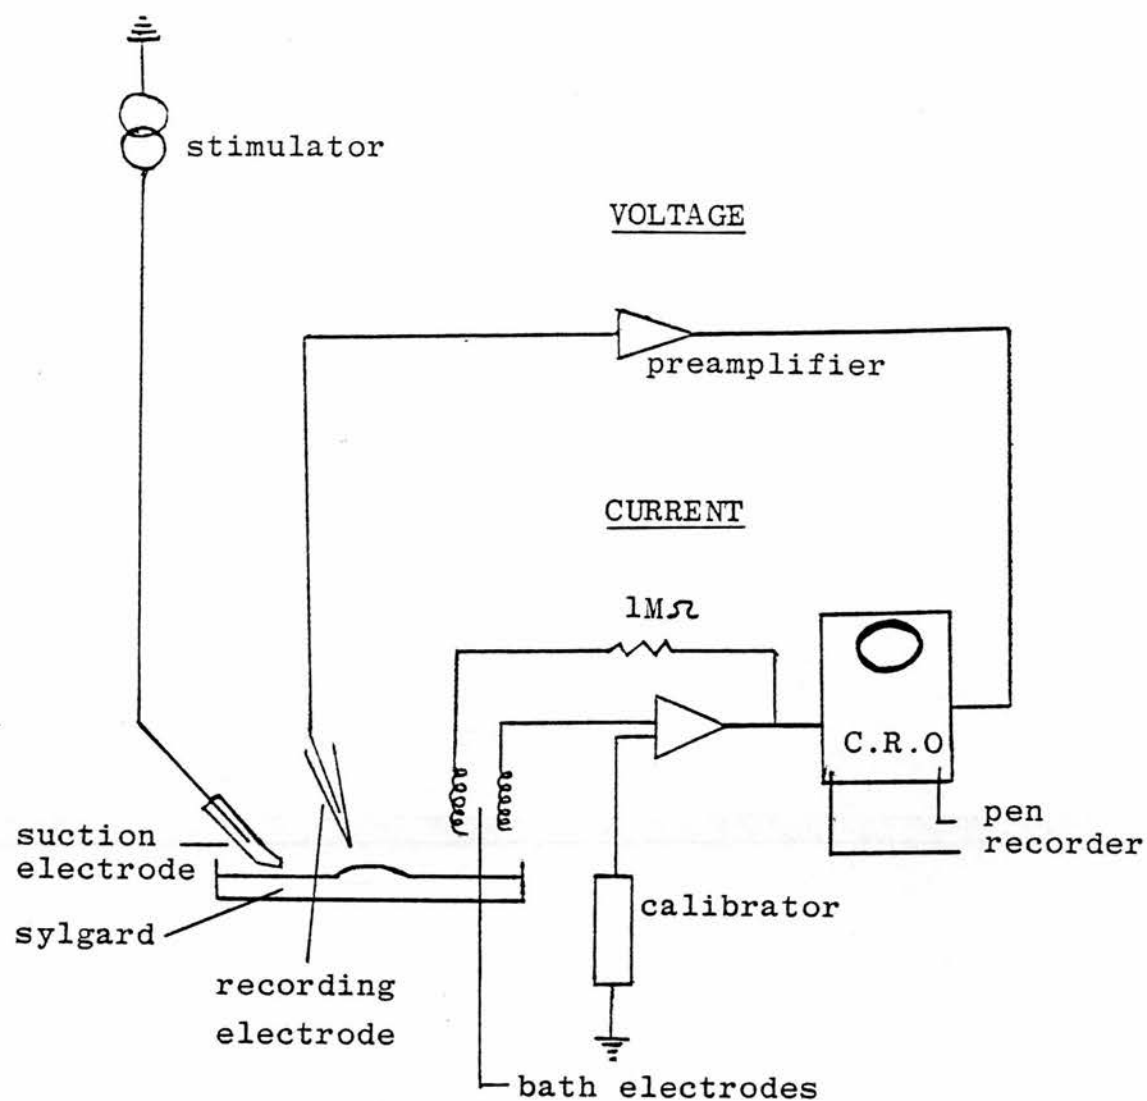 stimulator
VOLTAGE
preamplifier
CURRENT
1MΩ
C.R.O
pen
recorder
suction
electrode
sylgard
calibrator
recording
electrode
bath electrodes